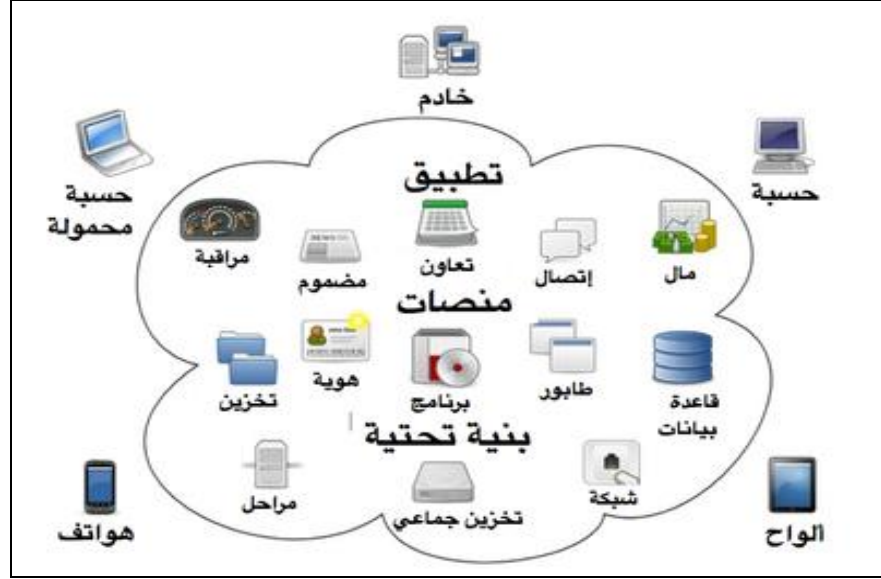 خادم
حسبة
حسبة
محمولة
تطبيق
مال
إتصال
تعاون
مضموم
مراقبة
منصات
قاعدة
بيانات
طابور
برنامج
هوية
تخزين
بنية تحتية
شبكة
تخزين جماعي
مراحل
الواح
هواتف